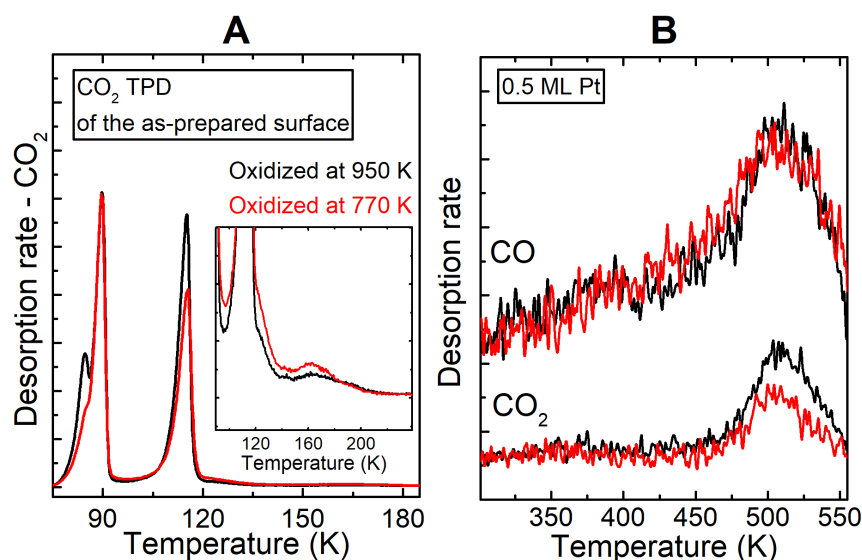 A
CO₂ TPD
of the as-prepared surface
Oxidized at 950 K
Oxidized at 770 K
Desorption rate - CO₂
120 160 200
Temperature (K)
90 120 150 180
Temperature (K)
B
0.5 ML Pt
CO
CO₂
Desorption rate
350 400 450 500 550
Temperature (K)